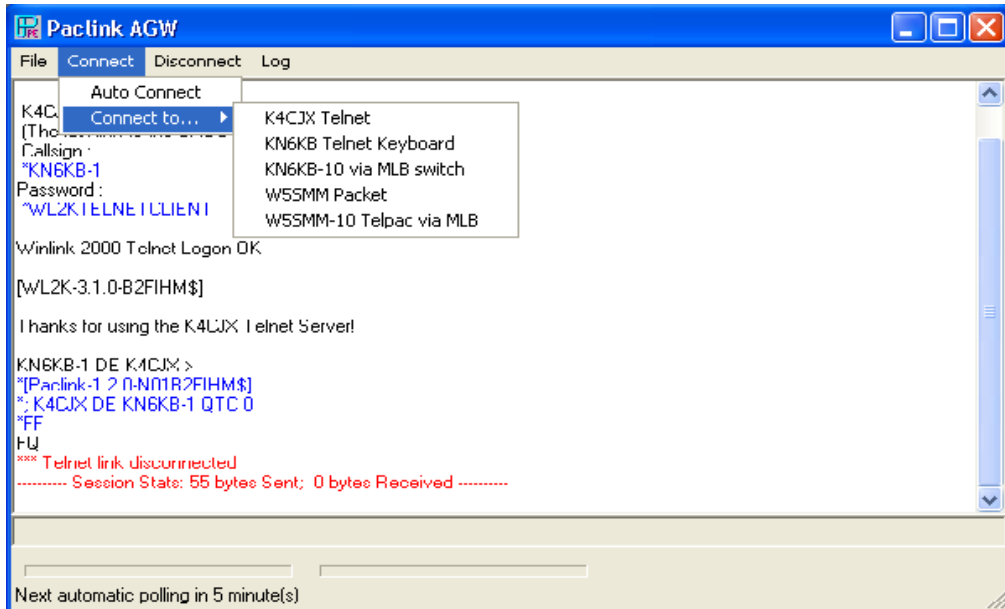 Paclink AGW
File Connect Disconnect Log
Auto Connect
Connect to...
K4CJX Telnet
KN6KB Telnet Keyboard
KN6KB-10 via MLB switch
W5SMM Packet
W5SMM-10 Telpac via MLB
K4C
(The
Callsign :
*KN6KB-1
Password :
*WL2KTELNETCLIENT
Winlink 2000 Telnet Logon OK
[WL2K-3.1.0-B2FIHM$]
Thanks for using the K4CJX Telnet Server!
KN6KB-1 DE K4CJX >
*[Paclink-1.2.0-N01B2FIHM$]
*; K4CJX DE KN6KB-1 QTC 0
*FF
FQ
*** Telnet link disconnected
---------- Session Stats: 55 bytes Sent; 0 bytes Received ----------
Next automatic polling in 5 minute(s)